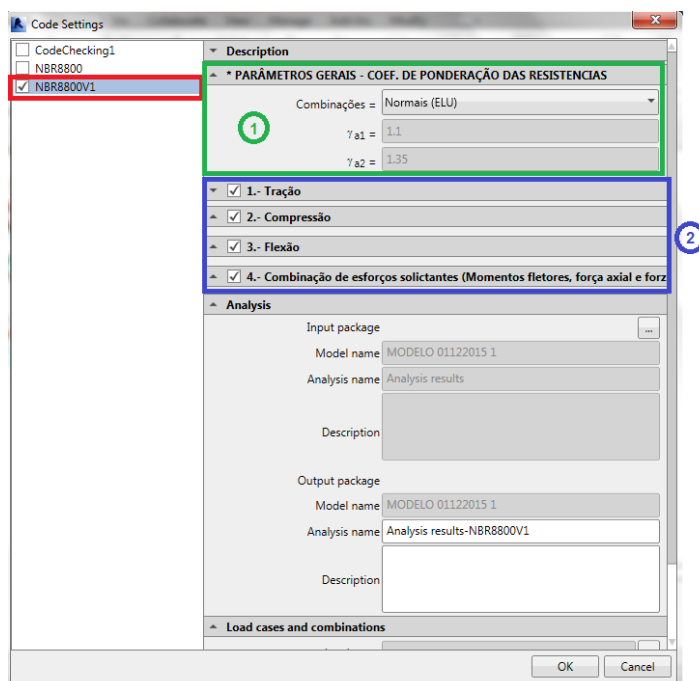 Code Settings
CodeChecking1
NBR8800
NBR8800V1
Description
* PARÂMETROS GERAIS - COEF. DE PONDERAÇÃO DAS RESISTENCIAS
Combinações = Normais (ELU)
1
γ a1 = 1.1
γ a2 = 1.35
1.- Tração
2.- Compressão
2
3.- Flexão
4.- Combinação de esforços solictantes (Momentos fletores, força axial e forz
Analysis
Input package ...
Model name MODELO 01122015 1
Analysis name Analysis results
Description
Output package
Model name MODELO 01122015 1
Analysis name Analysis results-NBR8800V1
Description
Load cases and combinations
OK Cancel